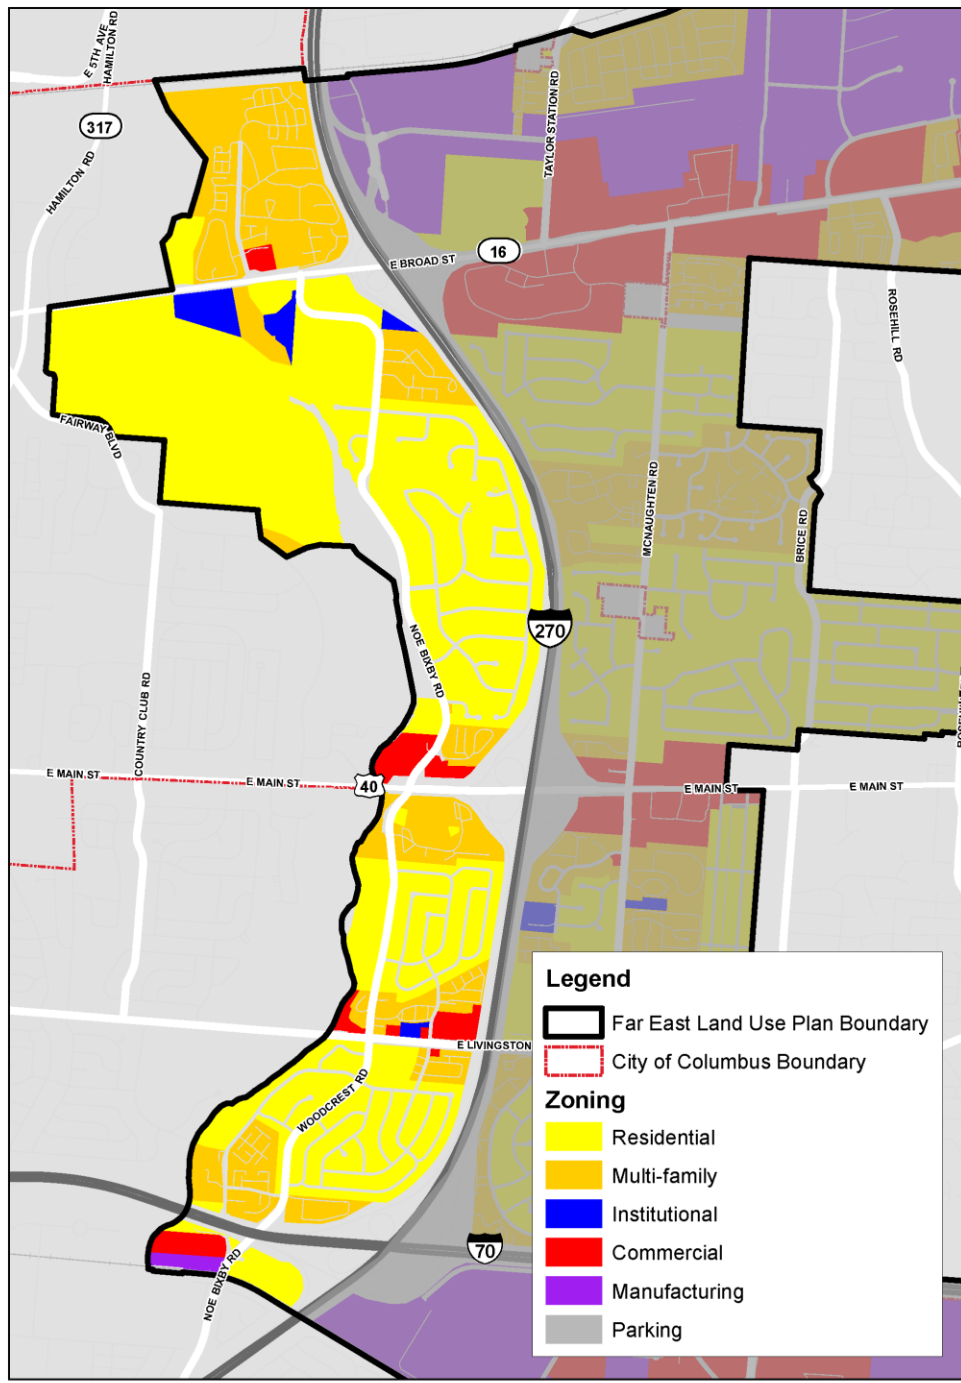 E 5TH AVE
HAMILTON RD
317
HAMILTON RD
TAYLOR STATION RD
E BROAD ST
16
ROSEHILL RD
FAIRWAY BLVD
MCNAUGHTEN RD
BRICE RD
270
NOE BIXBY RD
COUNTRY CLUB RD
E MAIN ST
E MAIN ST
40
E MAIN ST
E MAIN ST
E LIVINGSTON
WOODCREST RD
NOE BIXBY RD
70
Legend
Far East Land Use Plan Boundary
City of Columbus Boundary
Zoning
Residential
Multi-family
Institutional
Commercial
Manufacturing
Parking